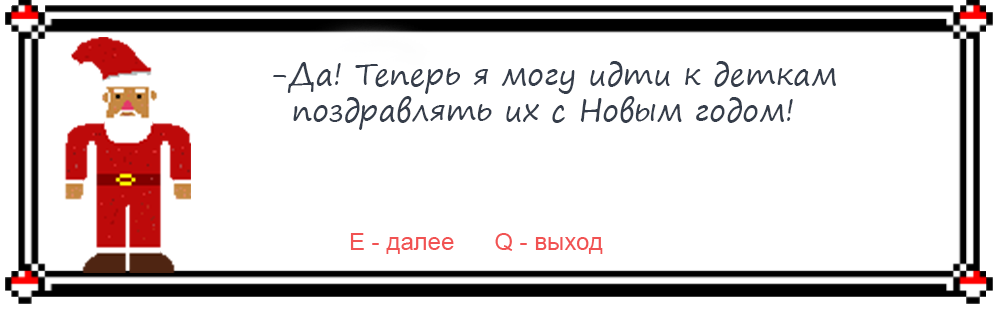 -Да! Теперь я могу идти к деткам
поздравлять их с Новым годом!
E - далее Q - выход